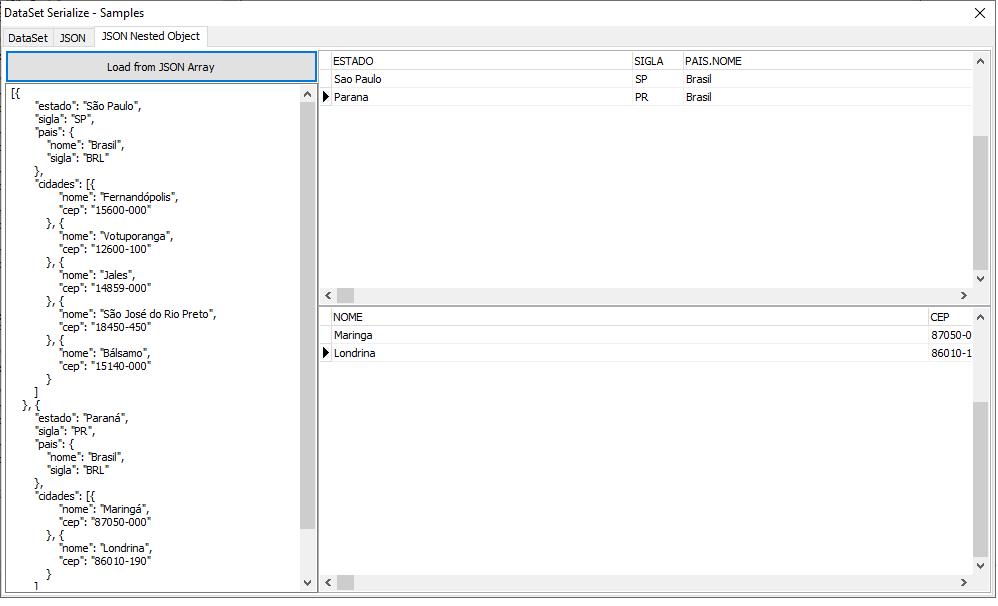 DataSet Serialize - Samples
DataSet JSON JSON Nested Object
Load from JSON Array
[{
"estado": "São Paulo",
"sigla": "SP",
"pais": {
"nome": "Brasil",
"sigla": "BRL"
},
"cidades": [{
"nome": "Fernandópolis",
"cep": "15600-000"
}, {
"nome": "Votuporanga",
"cep": "12600-100"
}, {
"nome": "Jales",
"cep": "14859-000"
}, {
"nome": "São José do Rio Preto",
"cep": "18450-450"
}, {
"nome": "Bálsamo",
"cep": "15140-000"
}
]
}, {
"estado": "Paraná",
"sigla": "PR",
"pais": {
"nome": "Brasil",
"sigla": "BRL"
},
"cidades": [{
"nome": "Maringá",
"cep": "87050-000"
}, {
"nome": "Londrina",
"cep": "86010-190"
}
]
ESTADO SIGLA PAIS.NOME
Sao Paulo SP Brasil
Parana PR Brasil
NOME CEP
Maringa 87050-0
Londrina 86010-1